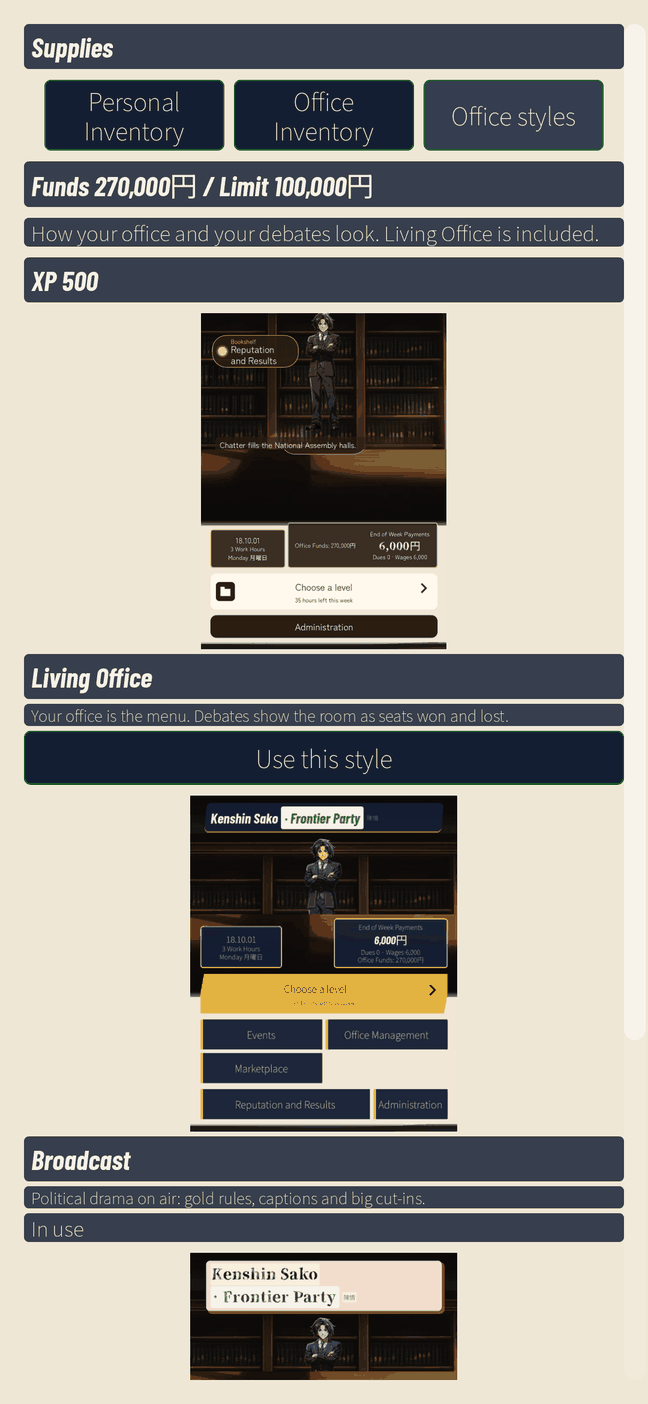 Supplies
Personal
Inventory
Office
Inventory
Office styles
Funds 270,000円 / Limit 100,000円
How your office and your debates look. Living Office is included.
XP 500
Bookshelf
Reputation
and Results
Chatter fills the National Assembly halls.
18.10.01
3 Work Hours
Monday 月曜日
Office Funds: 270,000円
End of Week Payments
6,000円
Dues 0 · Wages 6,000
Choose a level
35 hours left this week
Administration
Living Office
Your office is the menu. Debates show the room as seats won and lost.
Use this style
Kenshin Sako · Frontier Party 陳情
18.10.01
3 Work Hours
Monday 月曜日
End of Week Payments
6,000円
Dues 0 · Wages 6,000
Office Funds: 270,000円
Choose a level
Events
Office Management
Marketplace
Reputation and Results
Administration
Broadcast
Political drama on air: gold rules, captions and big cut-ins.
In use
Kenshin Sako
· Frontier Party 陳情